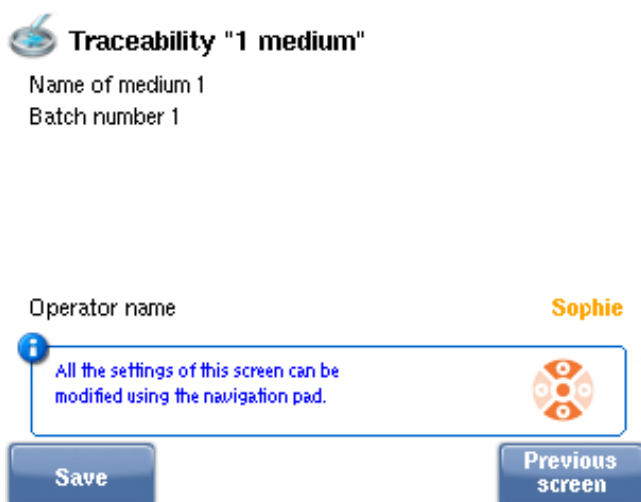 Traceability "1 medium"
Name of medium 1
Batch number 1
Operator name Sophie
All the settings of this screen can be
modified using the navigation pad.
Save
Previous
screen